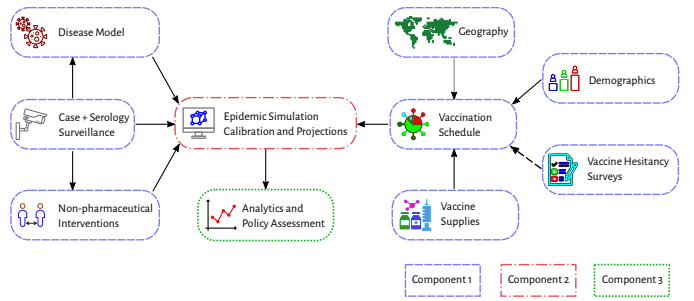 Disease Model
Geography
Demographics
Case + Serology
Surveillance
Epidemic Simulation
Calibration and Projections
Vaccination
Schedule
Vaccine Hesitancy
Surveys
Non-pharmaceutical
Interventions
Analytics and
Policy Assessment
Vaccine
Supplies
Component 1
Component 2
Component 3